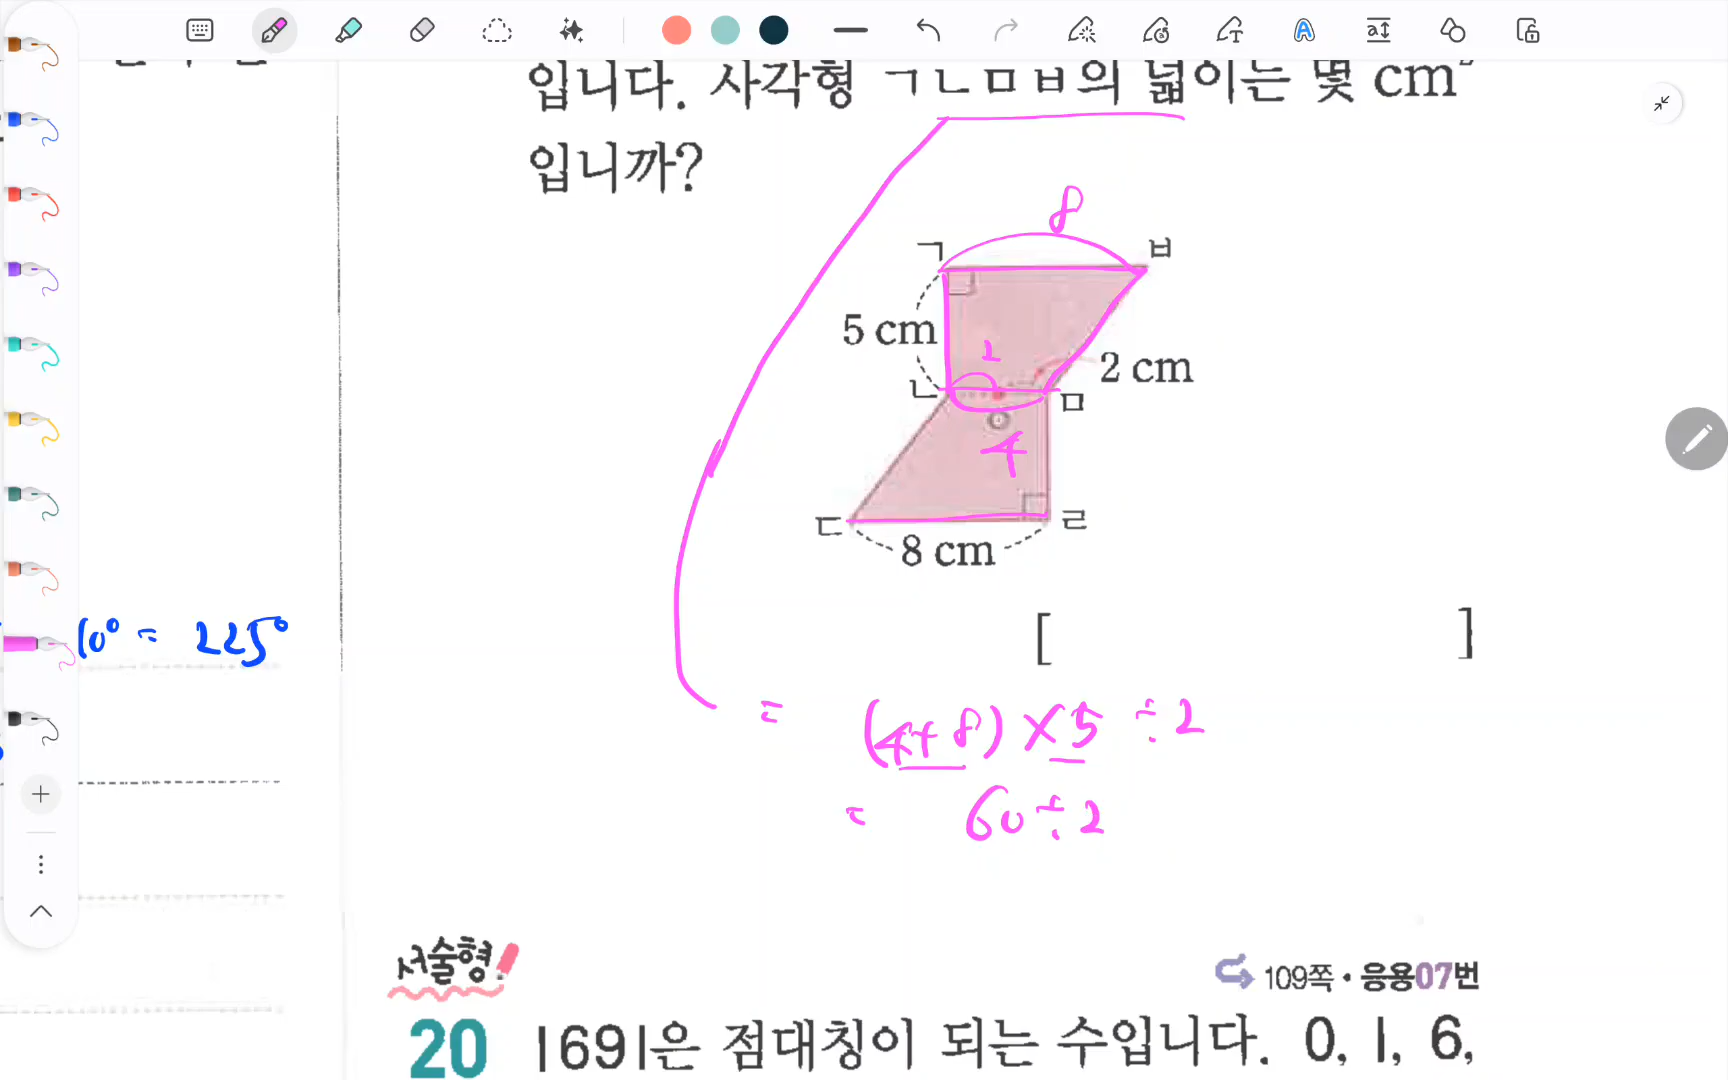 입니다. 사각형 ㄱㄴㅁㅂ의 넓이는 몇 cm²
입니까?
8
ㄱ
ㅂ
5 cm
2
2 cm
ㄴ
ㅁ
4
ㄷ
ㄹ
8 cm
10° = 225°
[ ]
= (4+8) × 5 ÷ 2
= 60 ÷ 2
서술형!
109쪽 • 응용07번
20 1691은 점대칭이 되는 수입니다. 0, 1, 6,